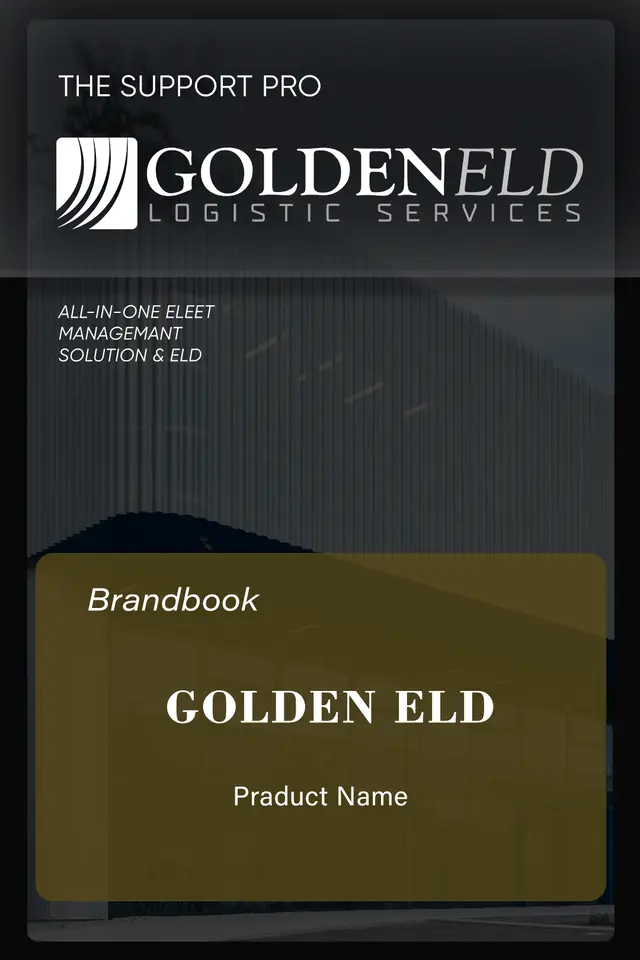 THE SUPPORT PRO
GOLDENELD
LOGISTIC SERVICES
ALL-IN-ONE ELEET
MANAGEMANT
SOLUTION & ELD
Brandbook
GOLDEN ELD
Praduct Name